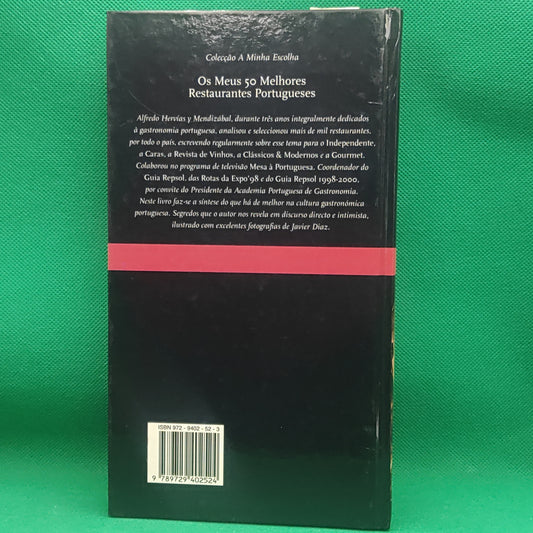 Colecção A Minha Escolha
Os Meus 50 Melhores
Restaurantes Portugueses
Alfredo Hervías y Mendizábal, durante três anos integralmente dedicados
à gastronomia portuguesa, analisou e seleccionou mais de mil restaurantes,
por todo o país, escrevendo regularmente sobre esse tema para o Independente,
a Caras, a Revista de Vinhos, a Clássicos & Modernos e a Gourmet.
Colaborou no programa de televisão Mesa à Portuguesa. Coordenador do
Guia Repsol, das Rotas da Expo'98 e do Guia Repsol 1998-2000,
por convite do Presidente da Academia Portuguesa de Gastronomia.
Neste livro faz-se a síntese do que há de melhor na cultura gastronómica
portuguesa. Segredos que o autor nos revela em discurso directo e intimista,
ilustrado com excelentes fotografias de Javier Díaz.
ISBN 972 - 9402 - 52 - 3
9 789729 402524